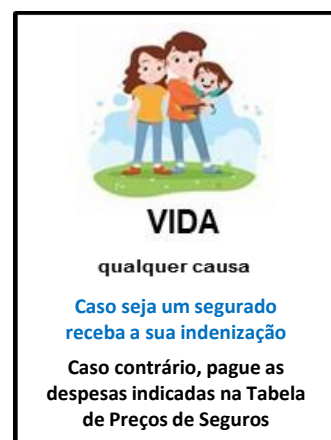 VIDA
qualquer causa
Caso seja um segurado
receba a sua indenização
Caso contrário, pague as
despesas indicadas na Tabela
de Preços de Seguros